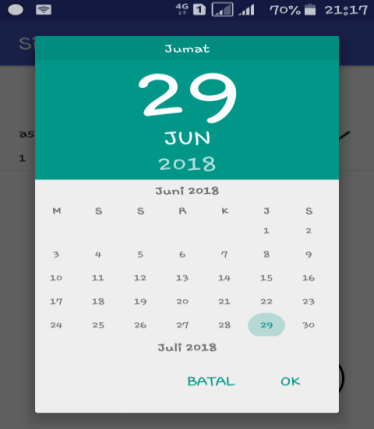 4G 1 70% 21:17
Si
Jumat
29
JUN
2018
as
1
Juni 2018
M S S R K J S
1 2
3 4 5 6 7 8 9
10 11 12 13 14 15 16
17 18 19 20 21 22 23
24 25 26 27 28 29 30
Juli 2018
BATAL OK